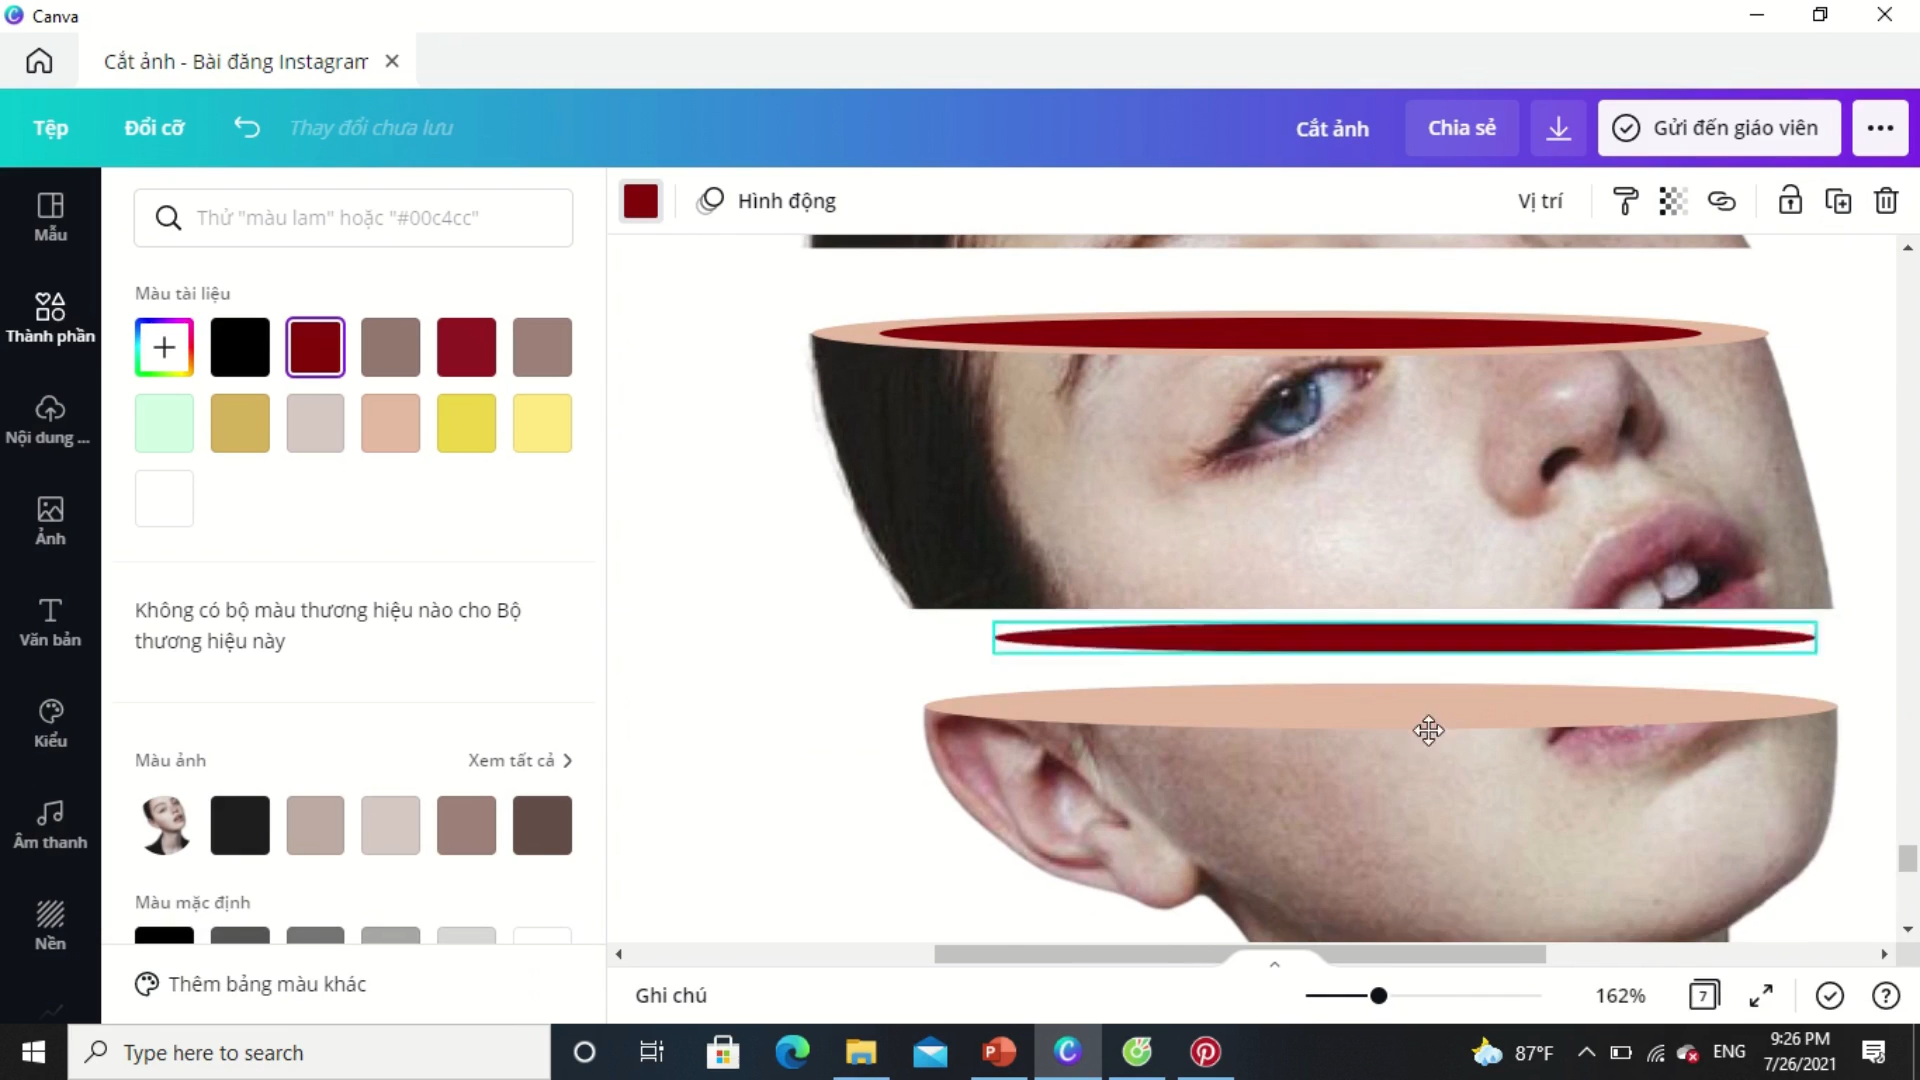 Canva
Cắt ảnh - Bài đăng Instagram
Tệp
Đổi cỡ
Thay đổi chưa lưu
Cắt ảnh
Chia sẻ
Gửi đến giáo viên
Mẫu
Thành phần
Nội dung ...
Ảnh
Văn bản
Kiểu
Âm thanh
Nền
Thử "màu lam" hoặc "#00c4cc"
Màu tài liệu
Không có bộ màu thương hiệu nào cho Bộ
thương hiệu này
Màu ảnh
Xem tất cả
Màu mặc định
Thêm bảng màu khác
Hình động
Vị trí
Ghi chú
162%
7
Type here to search
87°F
ENG
9:26 PM
7/26/2021